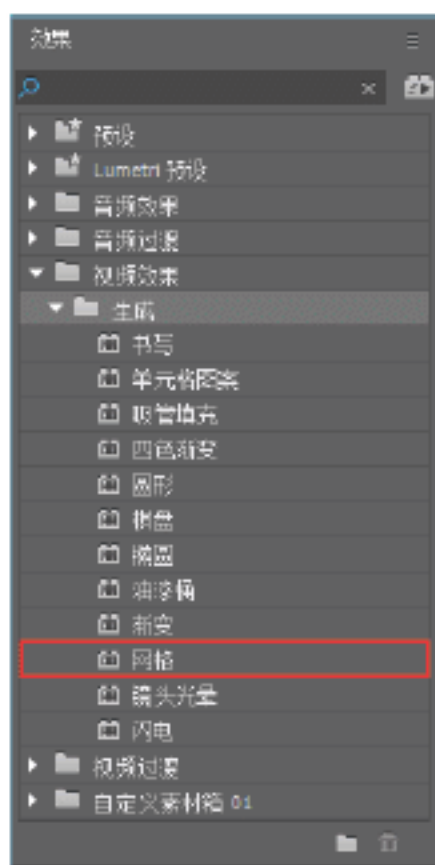 效果
预设
Lumetri 预设
音频效果
音频过渡
视频效果
生成
书写
单元格图案
吸管填充
四色渐变
圆形
棋盘
椭圆
油漆桶
渐变
网格
镜头光晕
闪电
视频过渡
自定义素材箱 01